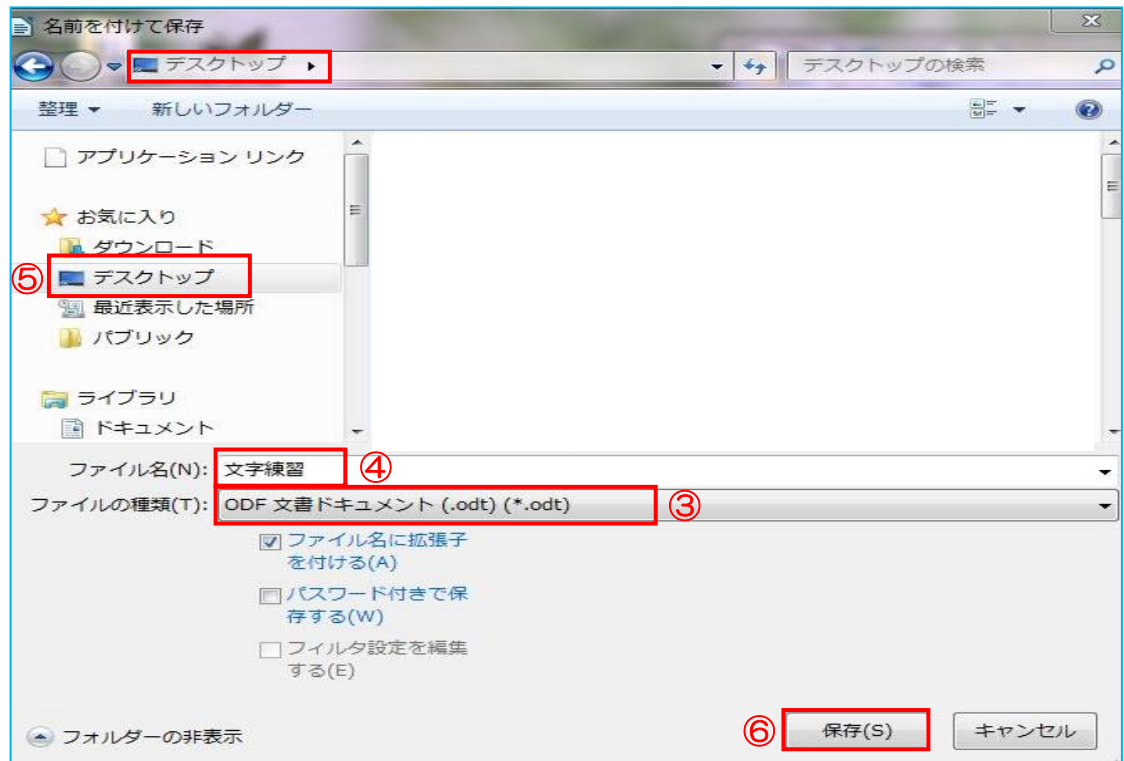 名前を付けて保存
デスクトップ
デスクトップの検索
整理 新しいフォルダー
アプリケーション リンク
お気に入り
ダウンロード
⑤ デスクトップ
最近表示した場所
パブリック
ライブラリ
ドキュメント
ファイル名(N): 文字練習 ④
ファイルの種類(T): ODF 文書ドキュメント (.odt) (*.odt) ③
ファイル名に拡張子
を付ける(A)
パスワード付きで保
存する(W)
フィルタ設定を編集
する(E)
フォルダーの非表示 ⑥ 保存(S) キャンセル